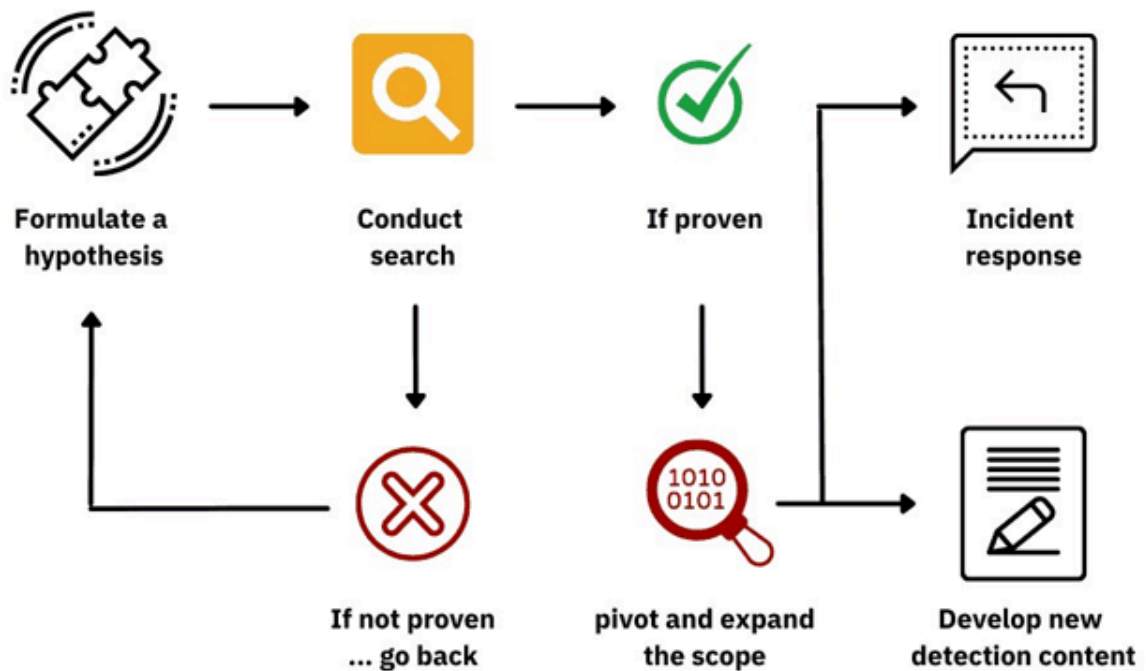 Formulate a
hypothesis
Conduct
search
If proven
Incident
response
1010
0101
If not proven
... go back
pivot and expand
the scope
Develop new
detection content